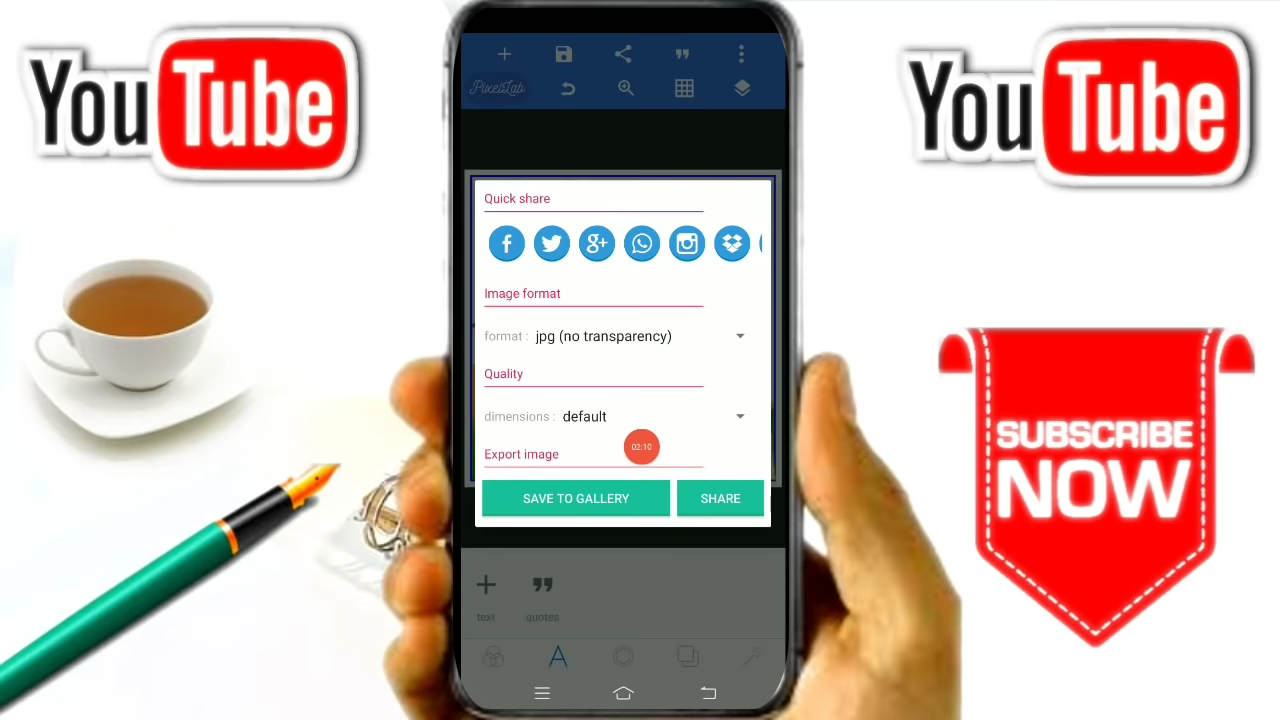 YouTube
YouTube
PixelLab
Quick share
Image format
format : jpg (no transparency)
Quality
dimensions : default
02:10
Export image
SAVE TO GALLERY
SHARE
text
quotes
SUBSCRIBE
NOW